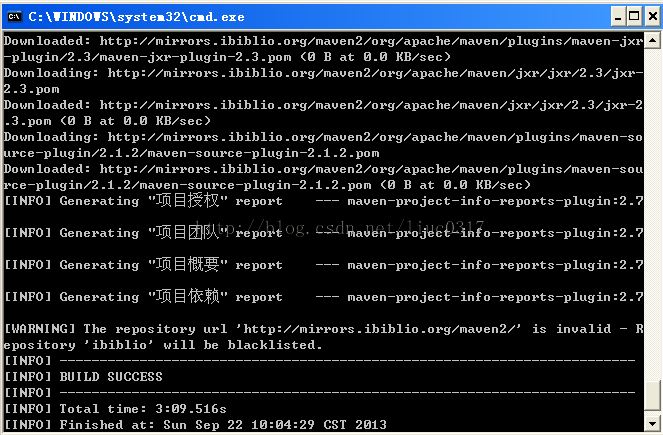 C:\WINDOWS\system32\cmd.exe
Downloaded: http://mirrors.ibiblio.org/maven2/org/apache/maven/plugins/maven-jxr
-plugin/2.3/maven-jxr-plugin-2.3.pom (0 B at 0.0 KB/sec)
Downloading: http://mirrors.ibiblio.org/maven2/org/apache/maven/jxr/jxr/2.3/jxr-
2.3.pom
Downloaded: http://mirrors.ibiblio.org/maven2/org/apache/maven/jxr/jxr/2.3/jxr-2
.3.pom (0 B at 0.0 KB/sec)
Downloading: http://mirrors.ibiblio.org/maven2/org/apache/maven/plugins/maven-so
urce-plugin/2.1.2/maven-source-plugin-2.1.2.pom
Downloaded: http://mirrors.ibiblio.org/maven2/org/apache/maven/plugins/maven-sou
rce-plugin/2.1.2/maven-source-plugin-2.1.2.pom (0 B at 0.0 KB/sec)
[INFO] Generating "项目授权" report    --- maven-project-info-reports-plugin:2.7
http://blog.csdn.net/liuc0317
[INFO] Generating "项目团队" report    --- maven-project-info-reports-plugin:2.7
[INFO] Generating "项目概要" report    --- maven-project-info-reports-plugin:2.7
[INFO] Generating "项目依赖" report    --- maven-project-info-reports-plugin:2.7
[WARNING] The repository url 'http://mirrors.ibiblio.org/maven2/' is invalid - R
epository 'ibiblio' will be blacklisted.
[INFO] ------------------------------------------------------------------------
[INFO] BUILD SUCCESS
[INFO] ------------------------------------------------------------------------
[INFO] Total time: 3:09.516s
[INFO] Finished at: Sun Sep 22 10:04:29 CST 2013